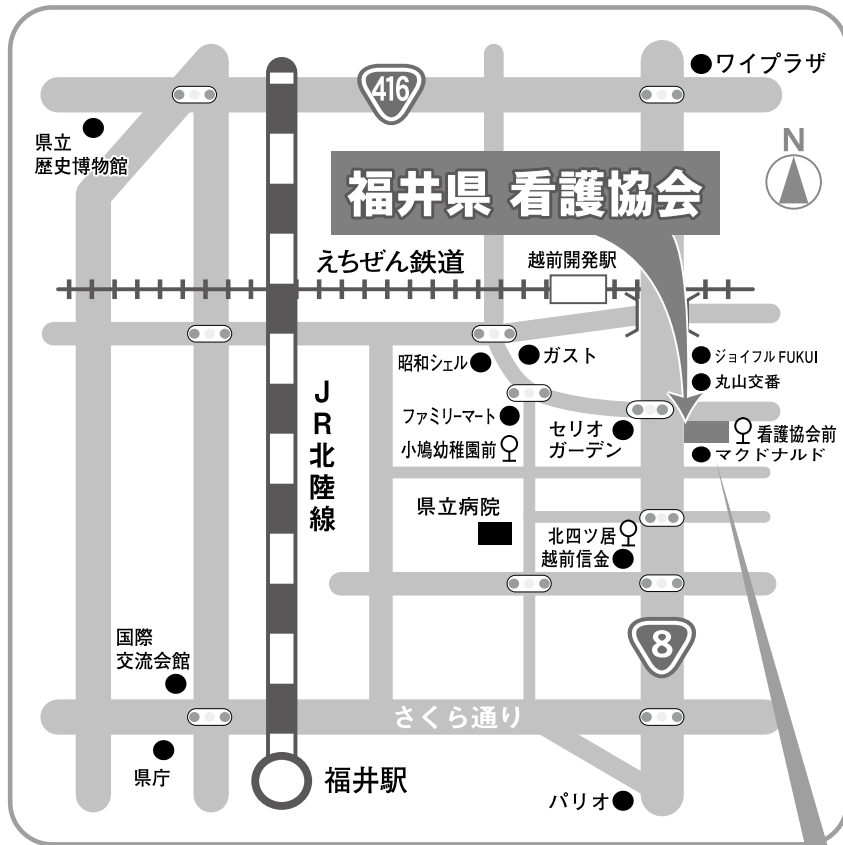 416
ワイプラザ
県立
歴史博物館
N
福井県 看護協会
えちぜん鉄道
越前開発駅
昭和シェル
ガスト
ジョイフル FUKUI
丸山交番
JR北陸線
ファミリーマート
小鳩幼稚園前
セリオ
ガーデン
看護協会前
マクドナルド
県立病院
北四ツ居
越前信金
8
国際
交流会館
さくら通り
県庁
福井駅
パリオ